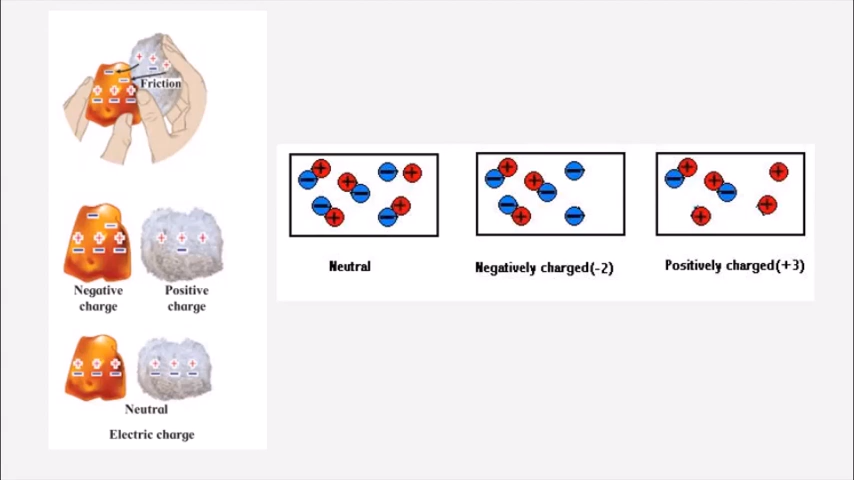 Friction
Negative
charge
Positive
charge
Neutral
Electric charge
Neutral
Negatively charged(-2)
Positively charged(+3)